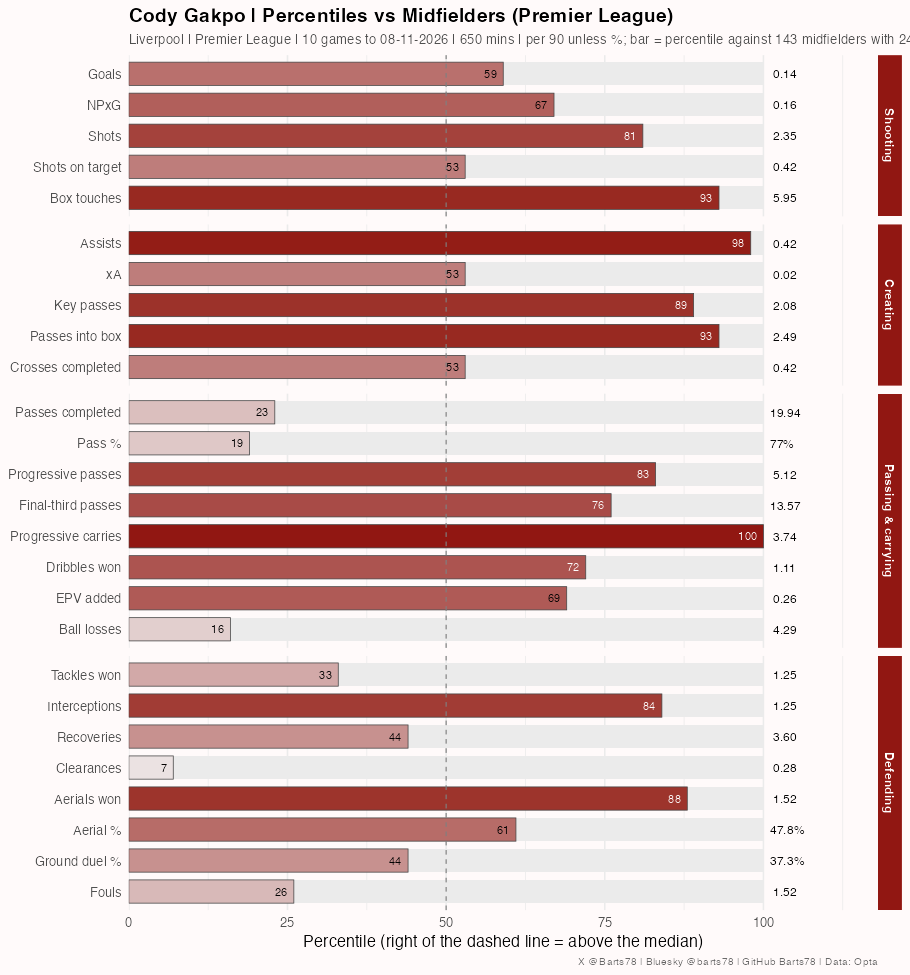 Cody Gakpo | Percentiles vs Midfielders (Premier League)
Liverpool | Premier League | 10 games to 08-11-2026 | 650 mins | per 90 unless %; bar = percentile against 143 midfielders with 24
Shooting
Goals 59 0.14
NPxG 67 0.16
Shots 81 2.35
Shots on target 53 0.42
Box touches 93 5.95
Creating
Assists 98 0.42
xA 53 0.02
Key passes 89 2.08
Passes into box 93 2.49
Crosses completed 53 0.42
Passing & carrying
Passes completed 23 19.94
Pass % 19 77%
Progressive passes 83 5.12
Final-third passes 76 13.57
Progressive carries 100 3.74
Dribbles won 72 1.11
EPV added 69 0.26
Ball losses 16 4.29
Defending
Tackles won 33 1.25
Interceptions 84 1.25
Recoveries 44 3.60
Clearances 7 0.28
Aerials won 88 1.52
Aerial % 61 47.8%
Ground duel % 44 37.3%
Fouls 26 1.52
0 25 50 75 100
Percentile (right of the dashed line = above the median)
X @Barts78 | Bluesky @barts78 | GitHub Barts78 | Data: Opta